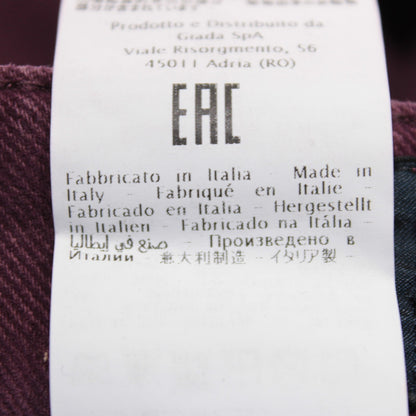 Prodotto e Distribuito da
Grada SpA
Viale Risorgimento, 56
45011 Adria (RO)
EAC
Fabbricato in Italia - Made in
Italy - Fabriqué en Italie -
Fabricado en Italia - Hergestellt
in Italien - Fabricado na Itália -
صنع في إيطاليا - Произведено в
Италии - 意大利制造 - イタリア製 -